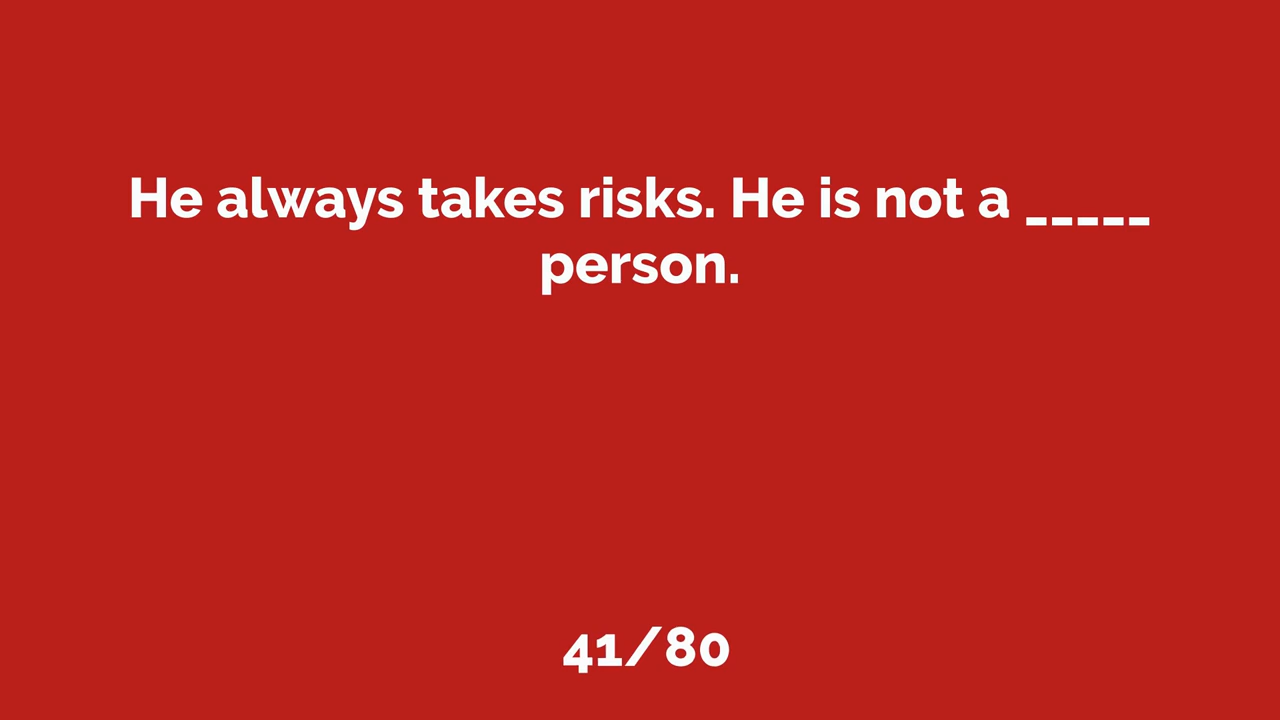 He always takes risks. He is not a _____
person.
41/80